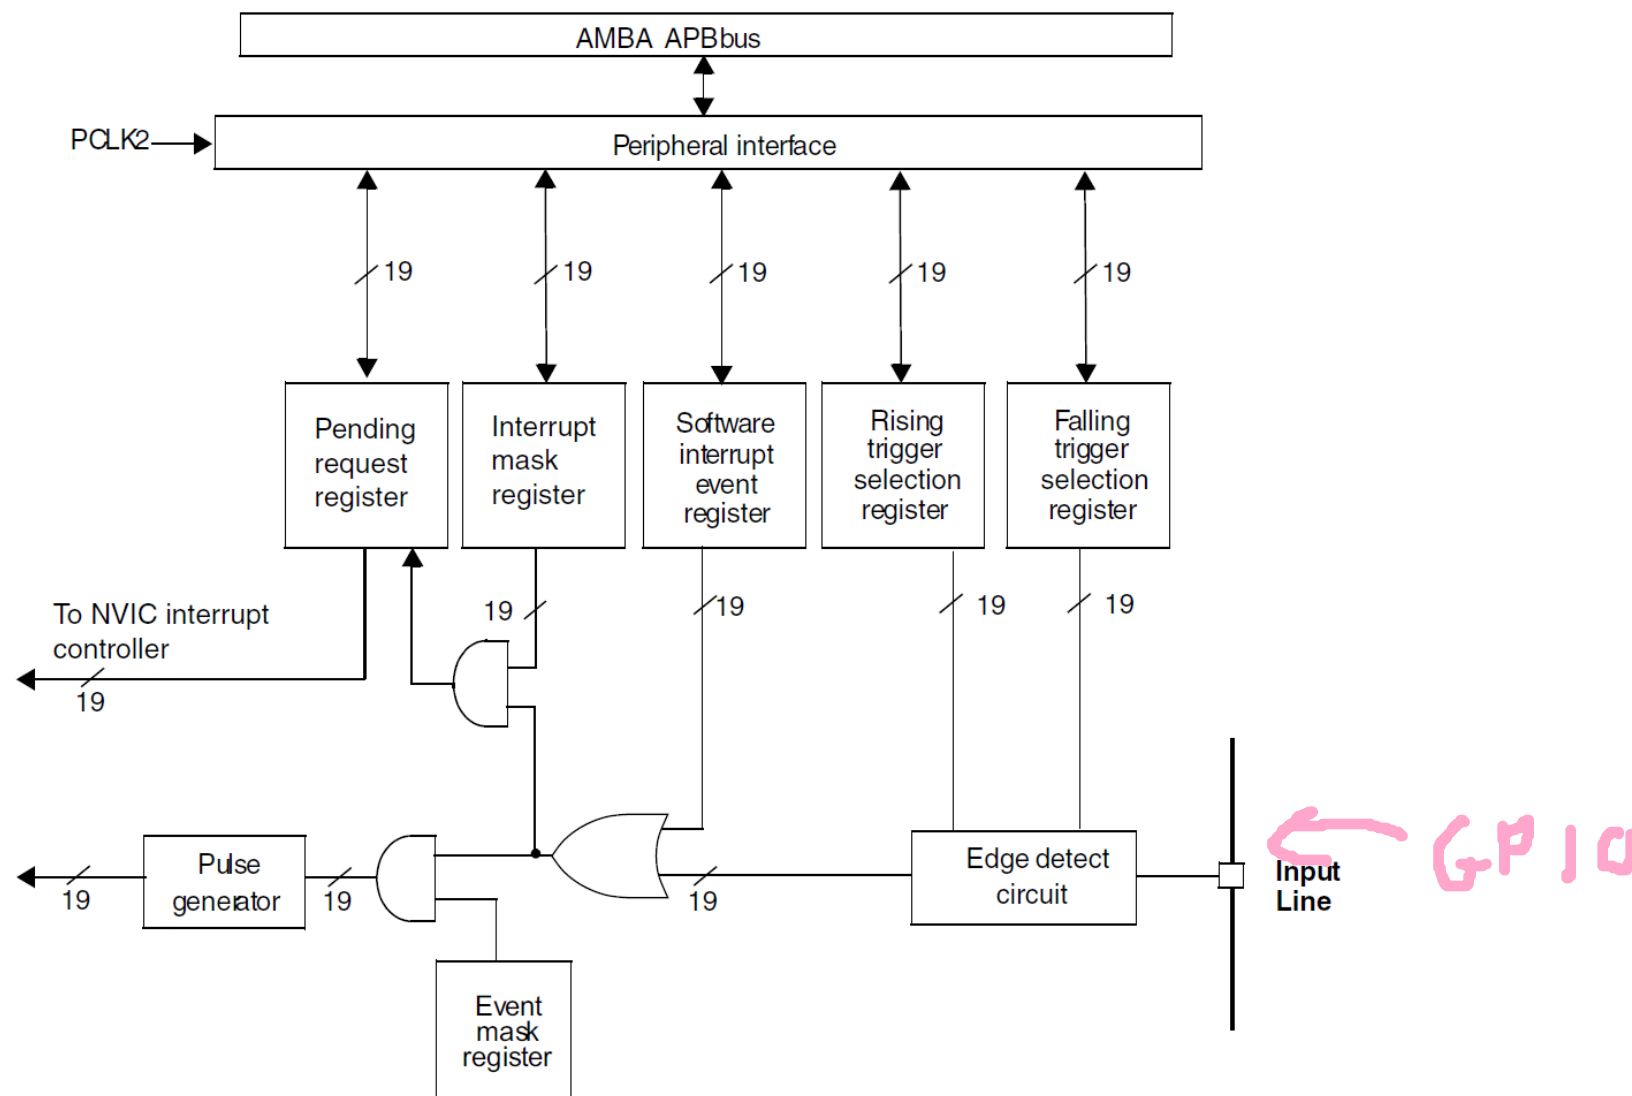 AMBA APB bus
PCLK2
Peripheral interface
19
19
19
19
19
Pending
request
register
Interrupt
mask
register
Software
interrupt
event
register
Rising
trigger
selection
register
Falling
trigger
selection
register
To NVIC interrupt
controller
19
19
19
19
19
Pulse
generator
19
19
19
Edge detect
circuit
Input
Line
GPIO
Event
mask
register